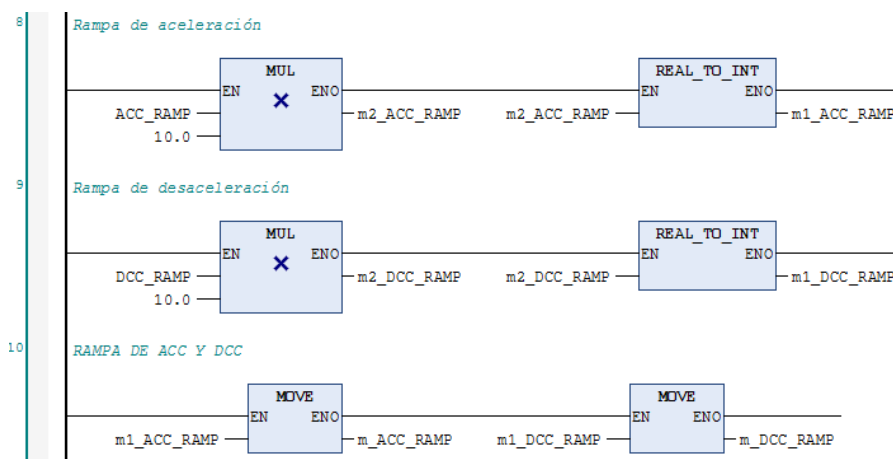 8 Rampa de aceleración
MUL REAL_TO_INT
EN ENO EN ENO
ACC_RAMP m2_ACC_RAMP m2_ACC_RAMP m1_ACC_RAMP
10.0
9 Rampa de desaceleración
MUL REAL_TO_INT
EN ENO EN ENO
DCC_RAMP m2_DCC_RAMP m2_DCC_RAMP m1_DCC_RAMP
10.0
10 RAMPA DE ACC Y DCC
MOVE MOVE
EN ENO EN ENO
m1_ACC_RAMP m_ACC_RAMP m1_DCC_RAMP m_DCC_RAMP